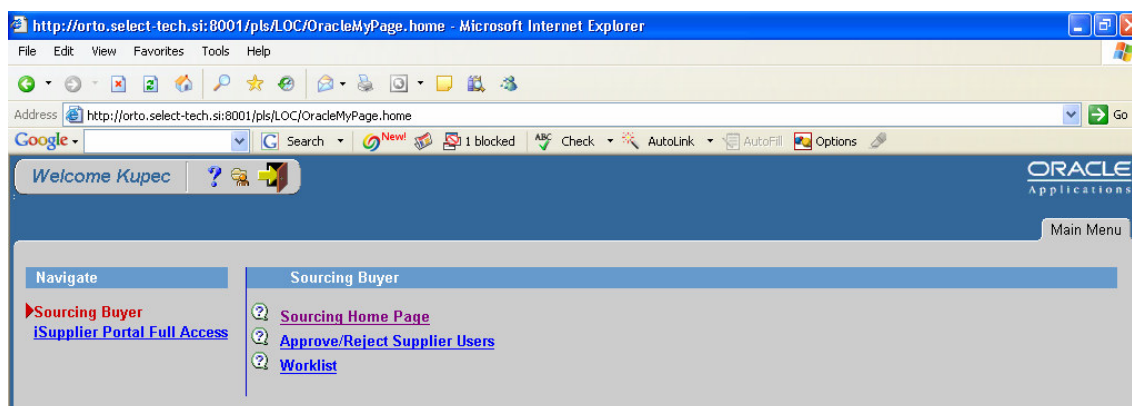 http://orto.select-tech.si:8001/pls/LOC/OracleMyPage.home - Microsoft Internet Explorer
File Edit View Favorites Tools Help
Address http://orto.select-tech.si:8001/pls/LOC/OracleMyPage.home Go
Google Search New! 1 blocked ABC Check AutoLink AutoFill Options
Welcome Kupec ORACLE
Applications
Main Menu
Navigate Sourcing Buyer
Sourcing Buyer Sourcing Home Page
iSupplier Portal Full Access Approve/Reject Supplier Users
Worklist